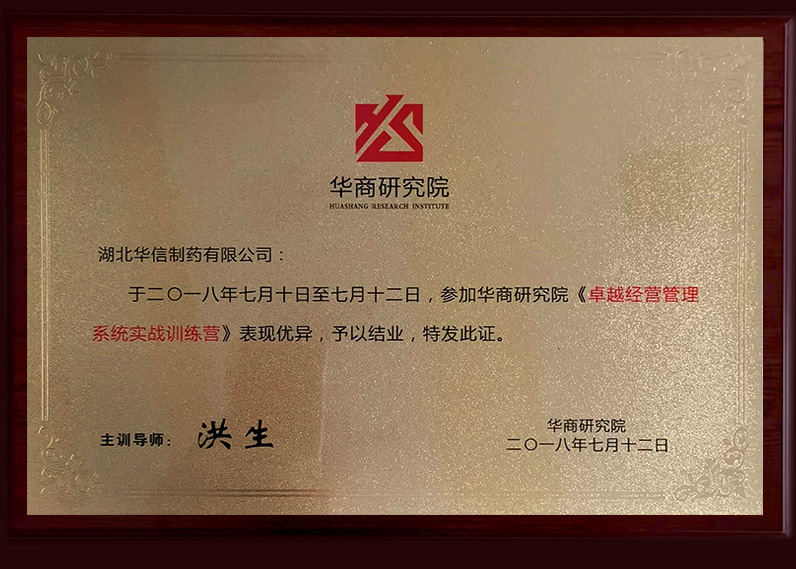 华商研究院
HUASHANG RESEARCH INSTITUTE
湖北华信制药有限公司：
于二〇一八年七月十日至七月十二日，参加华商研究院《卓越经营管理
系统实战训练营》表现优异，予以结业，特发此证。
主训导师：洪生
华商研究院
二〇一八年七月十二日